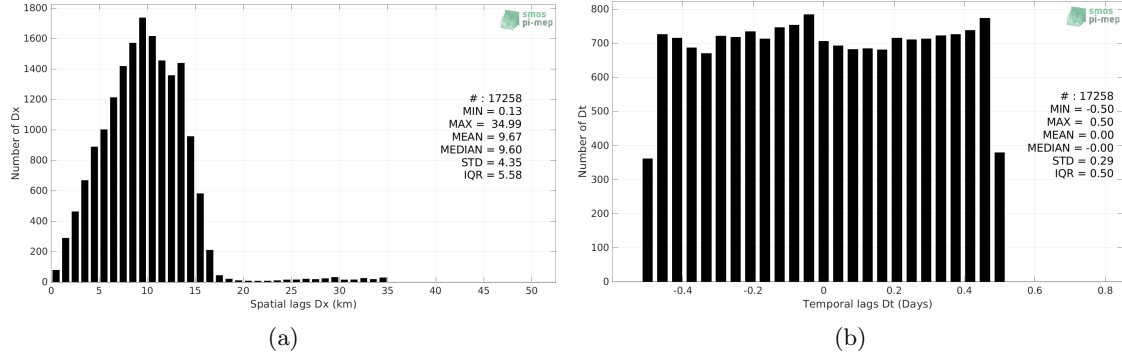 1800
1600
1400
1200
1000
800
600
400
200
0
Number of Dx
0 5 10 15 20 25 30 35 40 45 50
Spatial lags Dx (km)
smos
pi-mep
# : 17258
MIN = 0.13
MAX = 34.99
MEAN = 9.67
MEDIAN = 9.60
STD = 4.35
IQR = 5.58
(a)
800
700
600
500
400
300
200
100
0
Number of Dt
-0.4 -0.2 0 0.2 0.4 0.6 0.8
Temporal lags Dt (Days)
smos
pi-mep
# : 17258
MIN = -0.50
MAX = 0.50
MEAN = 0.00
MEDIAN = -0.00
STD = 0.29
IQR = 0.50
(b)